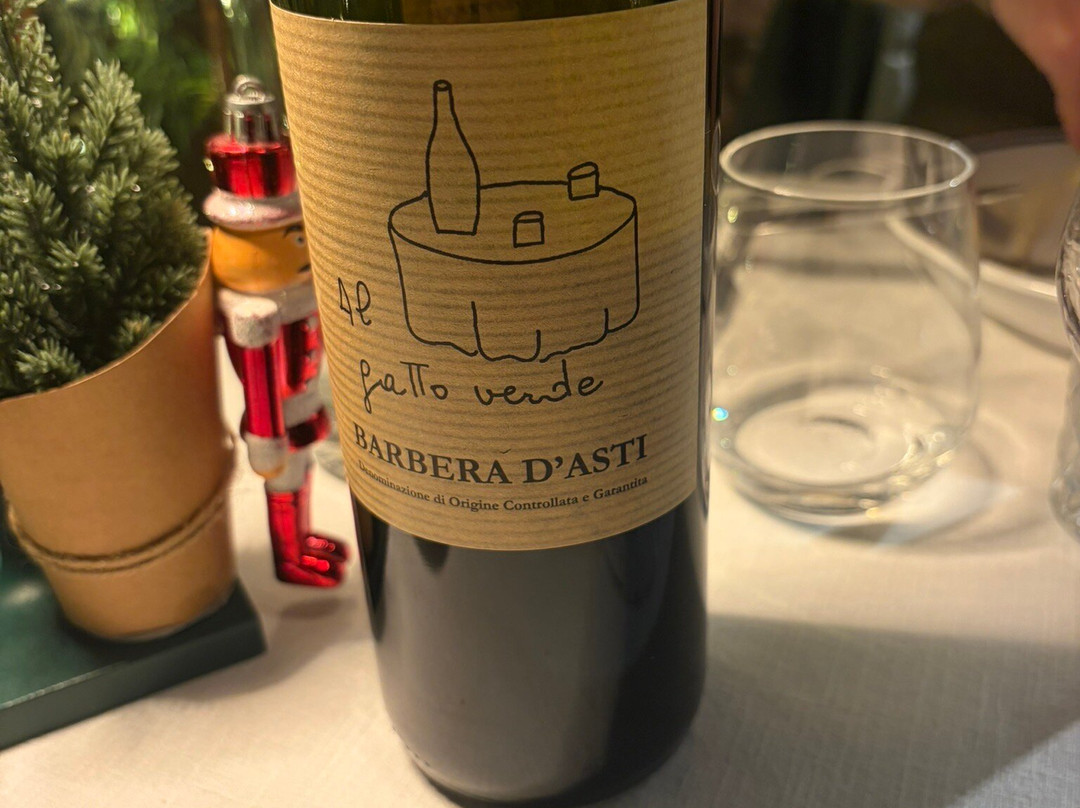 Al
gatto verde
BARBERA D'ASTI
Denominazione di Origine Controllata e Garantita